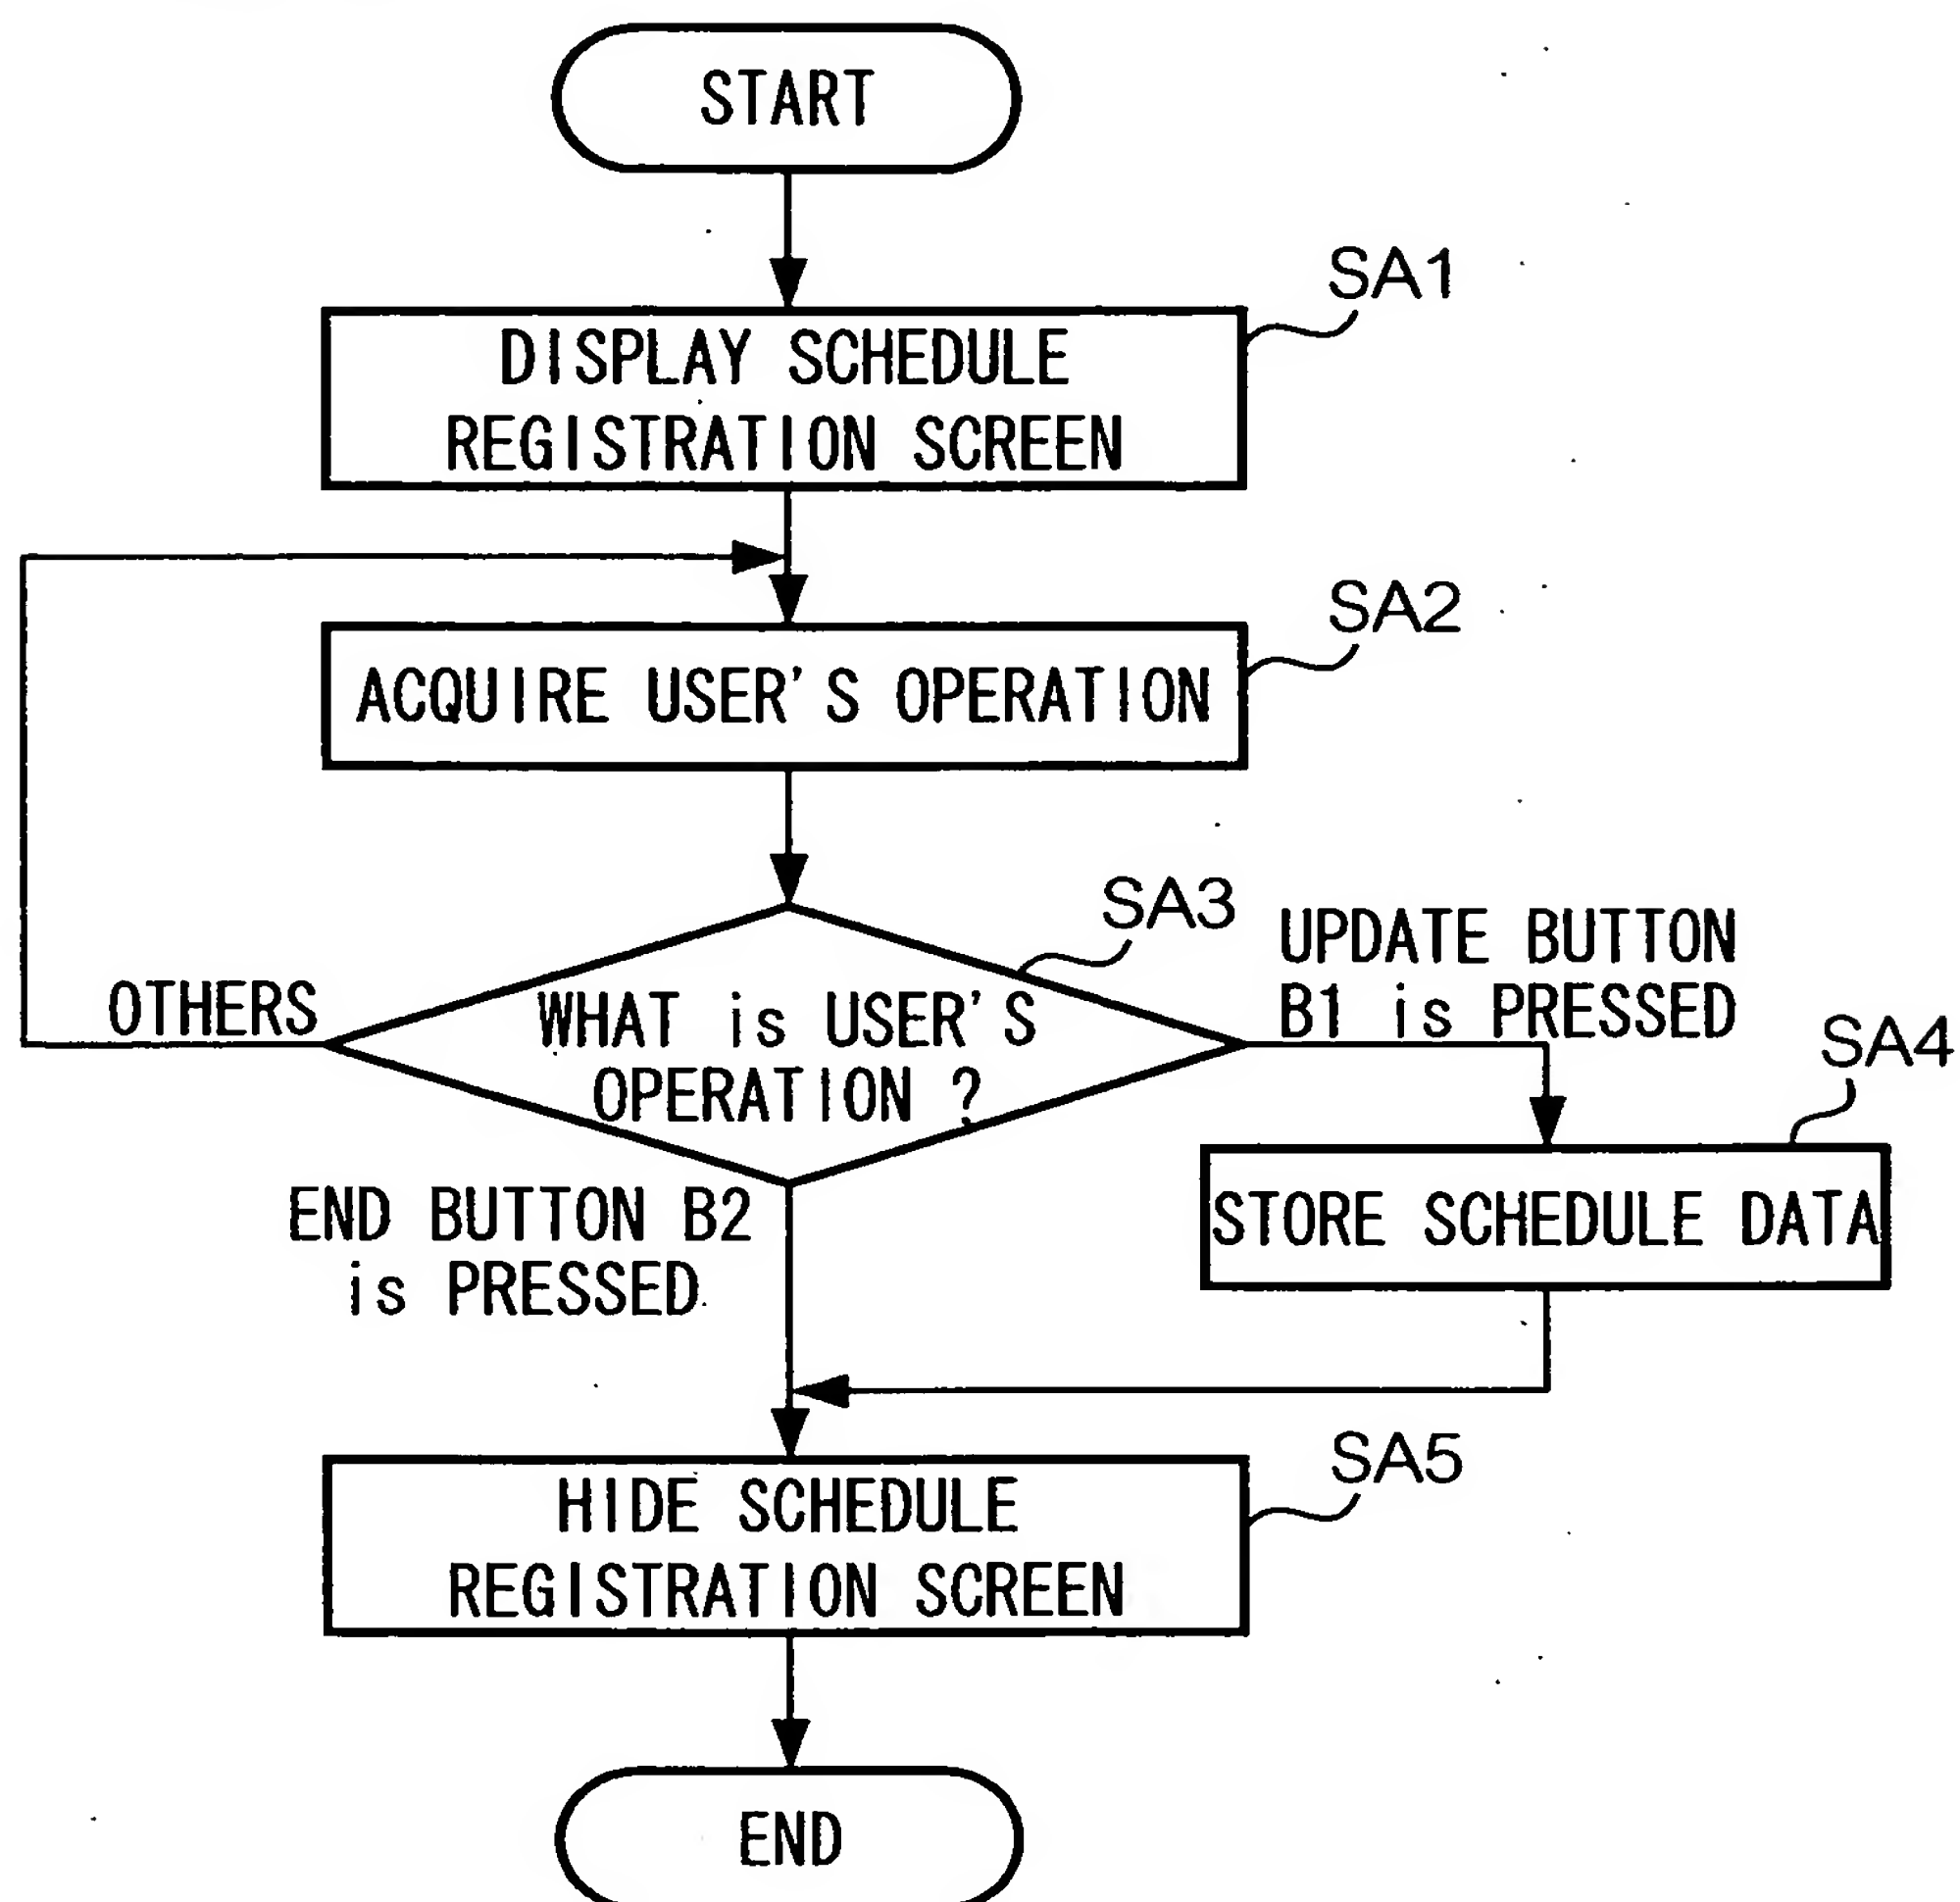 START
SA1
DISPLAY SCHEDULE
REGISTRATION SCREEN
SA2
ACQUIRE USER'S OPERATION
SA3
UPDATE BUTTON
B1 is PRESSED
OTHERS
WHAT is USER'S
OPERATION ?
SA4
STORE SCHEDULE DATA
END BUTTON B2
is PRESSED
SA5
HIDE SCHEDULE
REGISTRATION SCREEN
END